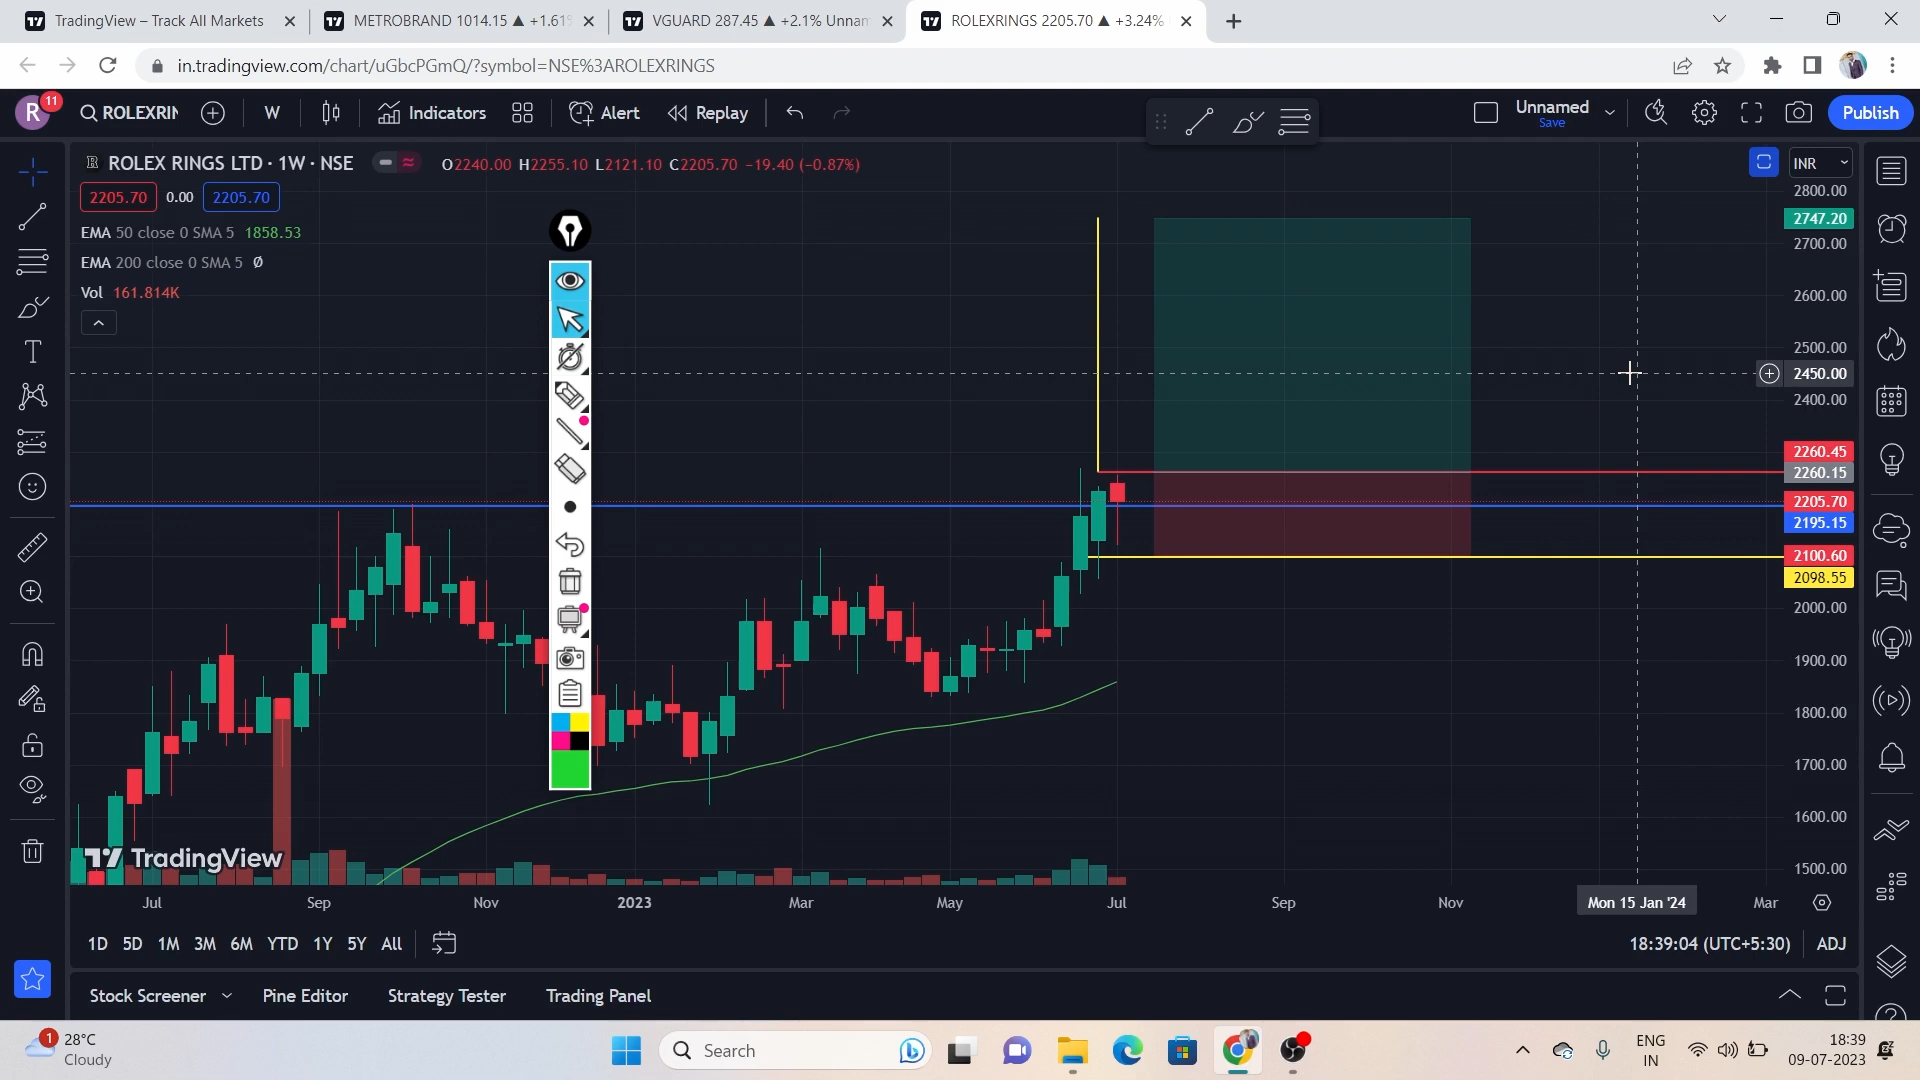 TradingView – Track All Markets
METROBRAND 1014.15 ▲ +1.61%
VGUARD 287.45 ▲ +2.1% Unnam
ROLEXRINGS 2205.70 ▲ +3.24%
in.tradingview.com/chart/uGbcPGmQ/?symbol=NSE%3AROLEXRINGS
R 11
ROLEXRIN
W
Indicators
Alert
Replay
Unnamed
Save
Publish
ROLEX RINGS LTD · 1W · NSE
O2240.00 H2255.10 L2121.10 C2205.70 −19.40 (−0.87%)
INR
2205.70 0.00 2205.70
EMA 50 close 0 SMA 5 1858.53
EMA 200 close 0 SMA 5 Ø
Vol 161.814K
2800.00
2747.20
2700.00
2600.00
2500.00
2450.00
2400.00
2260.45
2260.15
2205.70
2195.15
2100.60
2098.55
2000.00
1900.00
1800.00
1700.00
1600.00
1500.00
TradingView
Jul Sep Nov 2023 Mar May Jul Sep Nov Mon 15 Jan '24 Mar
1D 5D 1M 3M 6M YTD 1Y 5Y All
18:39:04 (UTC+5:30) ADJ
Stock Screener Pine Editor Strategy Tester Trading Panel
1
28°C
Cloudy
Search
ENG
IN
18:39
09-07-2023